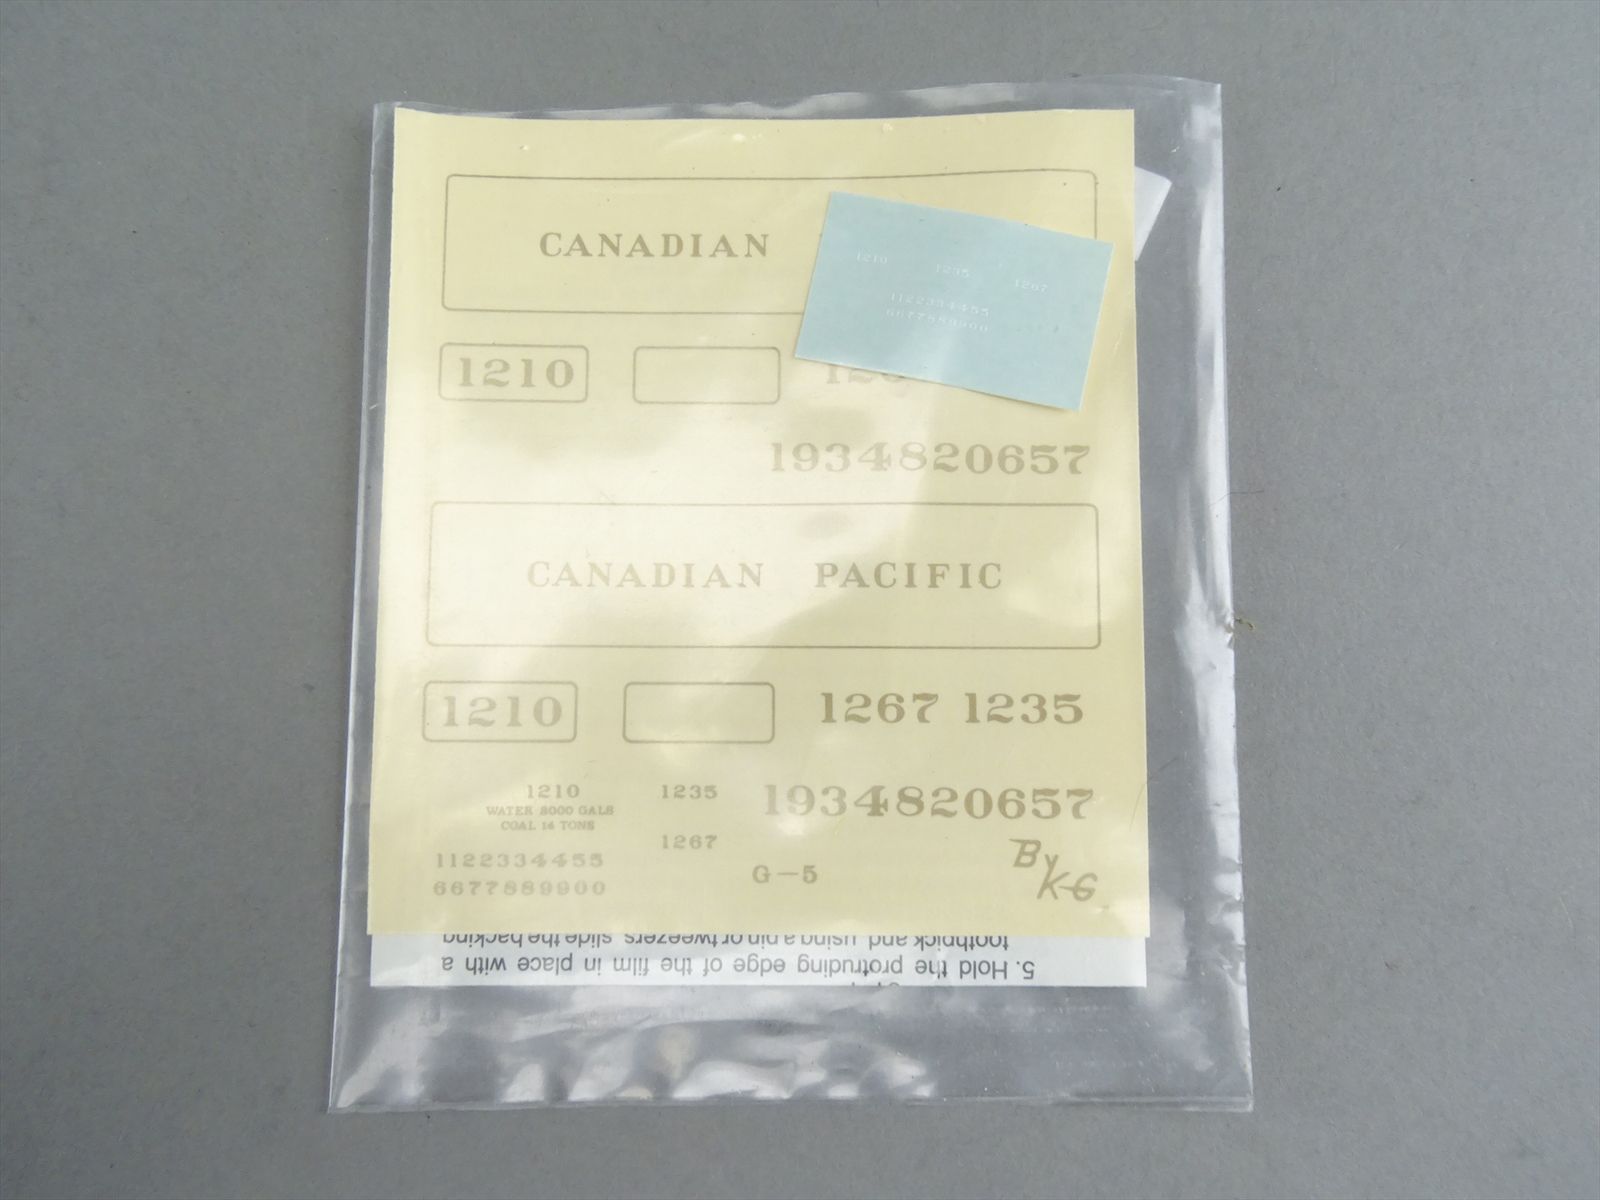 CANADIAN
1210 1235 1267
1122334455
6677889900
1210
1934820657
CANADIAN PACIFIC
1210 1267 1235
1210 1235 1934820657
WATER 8000 GALS
COAL 14 TONS
1267
1122334455
G-5
6677889900
By
KG
5. Hold the protruding edge of the film in place with a
toothpick and, using a pin or tweezers, slide the backing